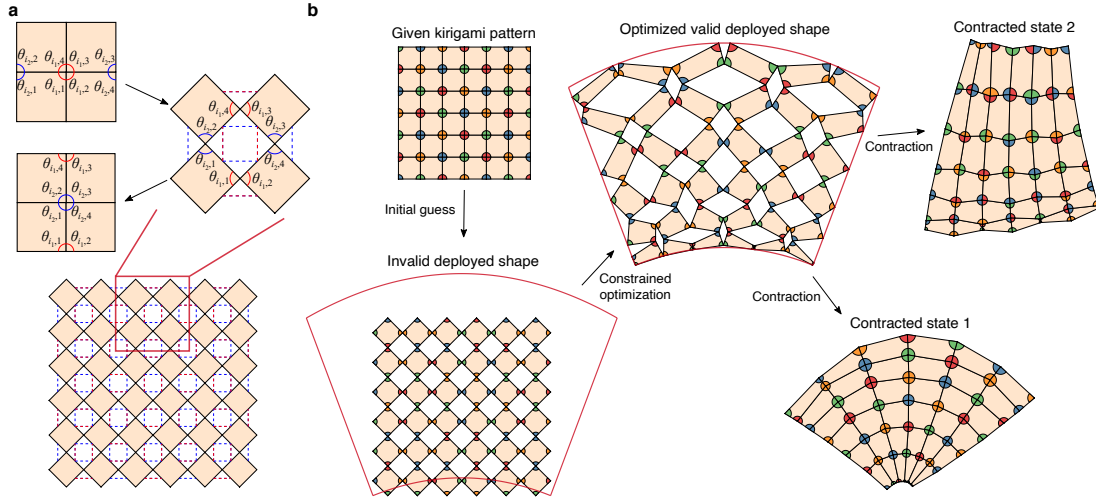 a
θi₂,2 θi₁,4 θi₁,3 θi₂,3
θi₂,1 θi₁,1 θi₁,2 θi₂,4
θi₁,4 θi₁,3
θi₂,2 θi₂,3
θi₂,1 θi₂,4
θi₁,1 θi₁,2
θi₁,4 θi₁,3
θi₂,2 θi₂,3
θi₂,1 θi₂,4
θi₁,1 θi₁,2
b
Given kirigami pattern
Initial guess
Invalid deployed shape
Constrained
optimization
Optimized valid deployed shape
Contraction
Contracted state 2
Contraction
Contracted state 1